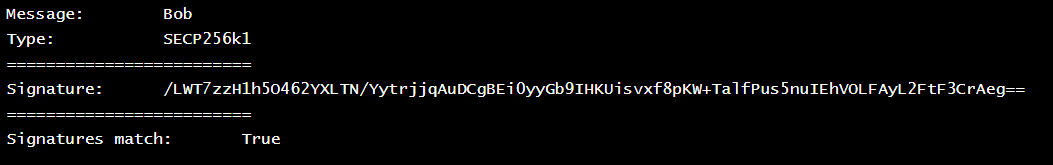 Message: Bob
Type: SECP256k1
==========================
Signature: /LWT7zzH1h5O462YXLTN/YytrjjqAuDCgBEiOyyGb9IHKUisvxf8pKW+TalfPus5nuIEhVOLFAyL2FtF3CrAeg==
==========================
Signatures match: True